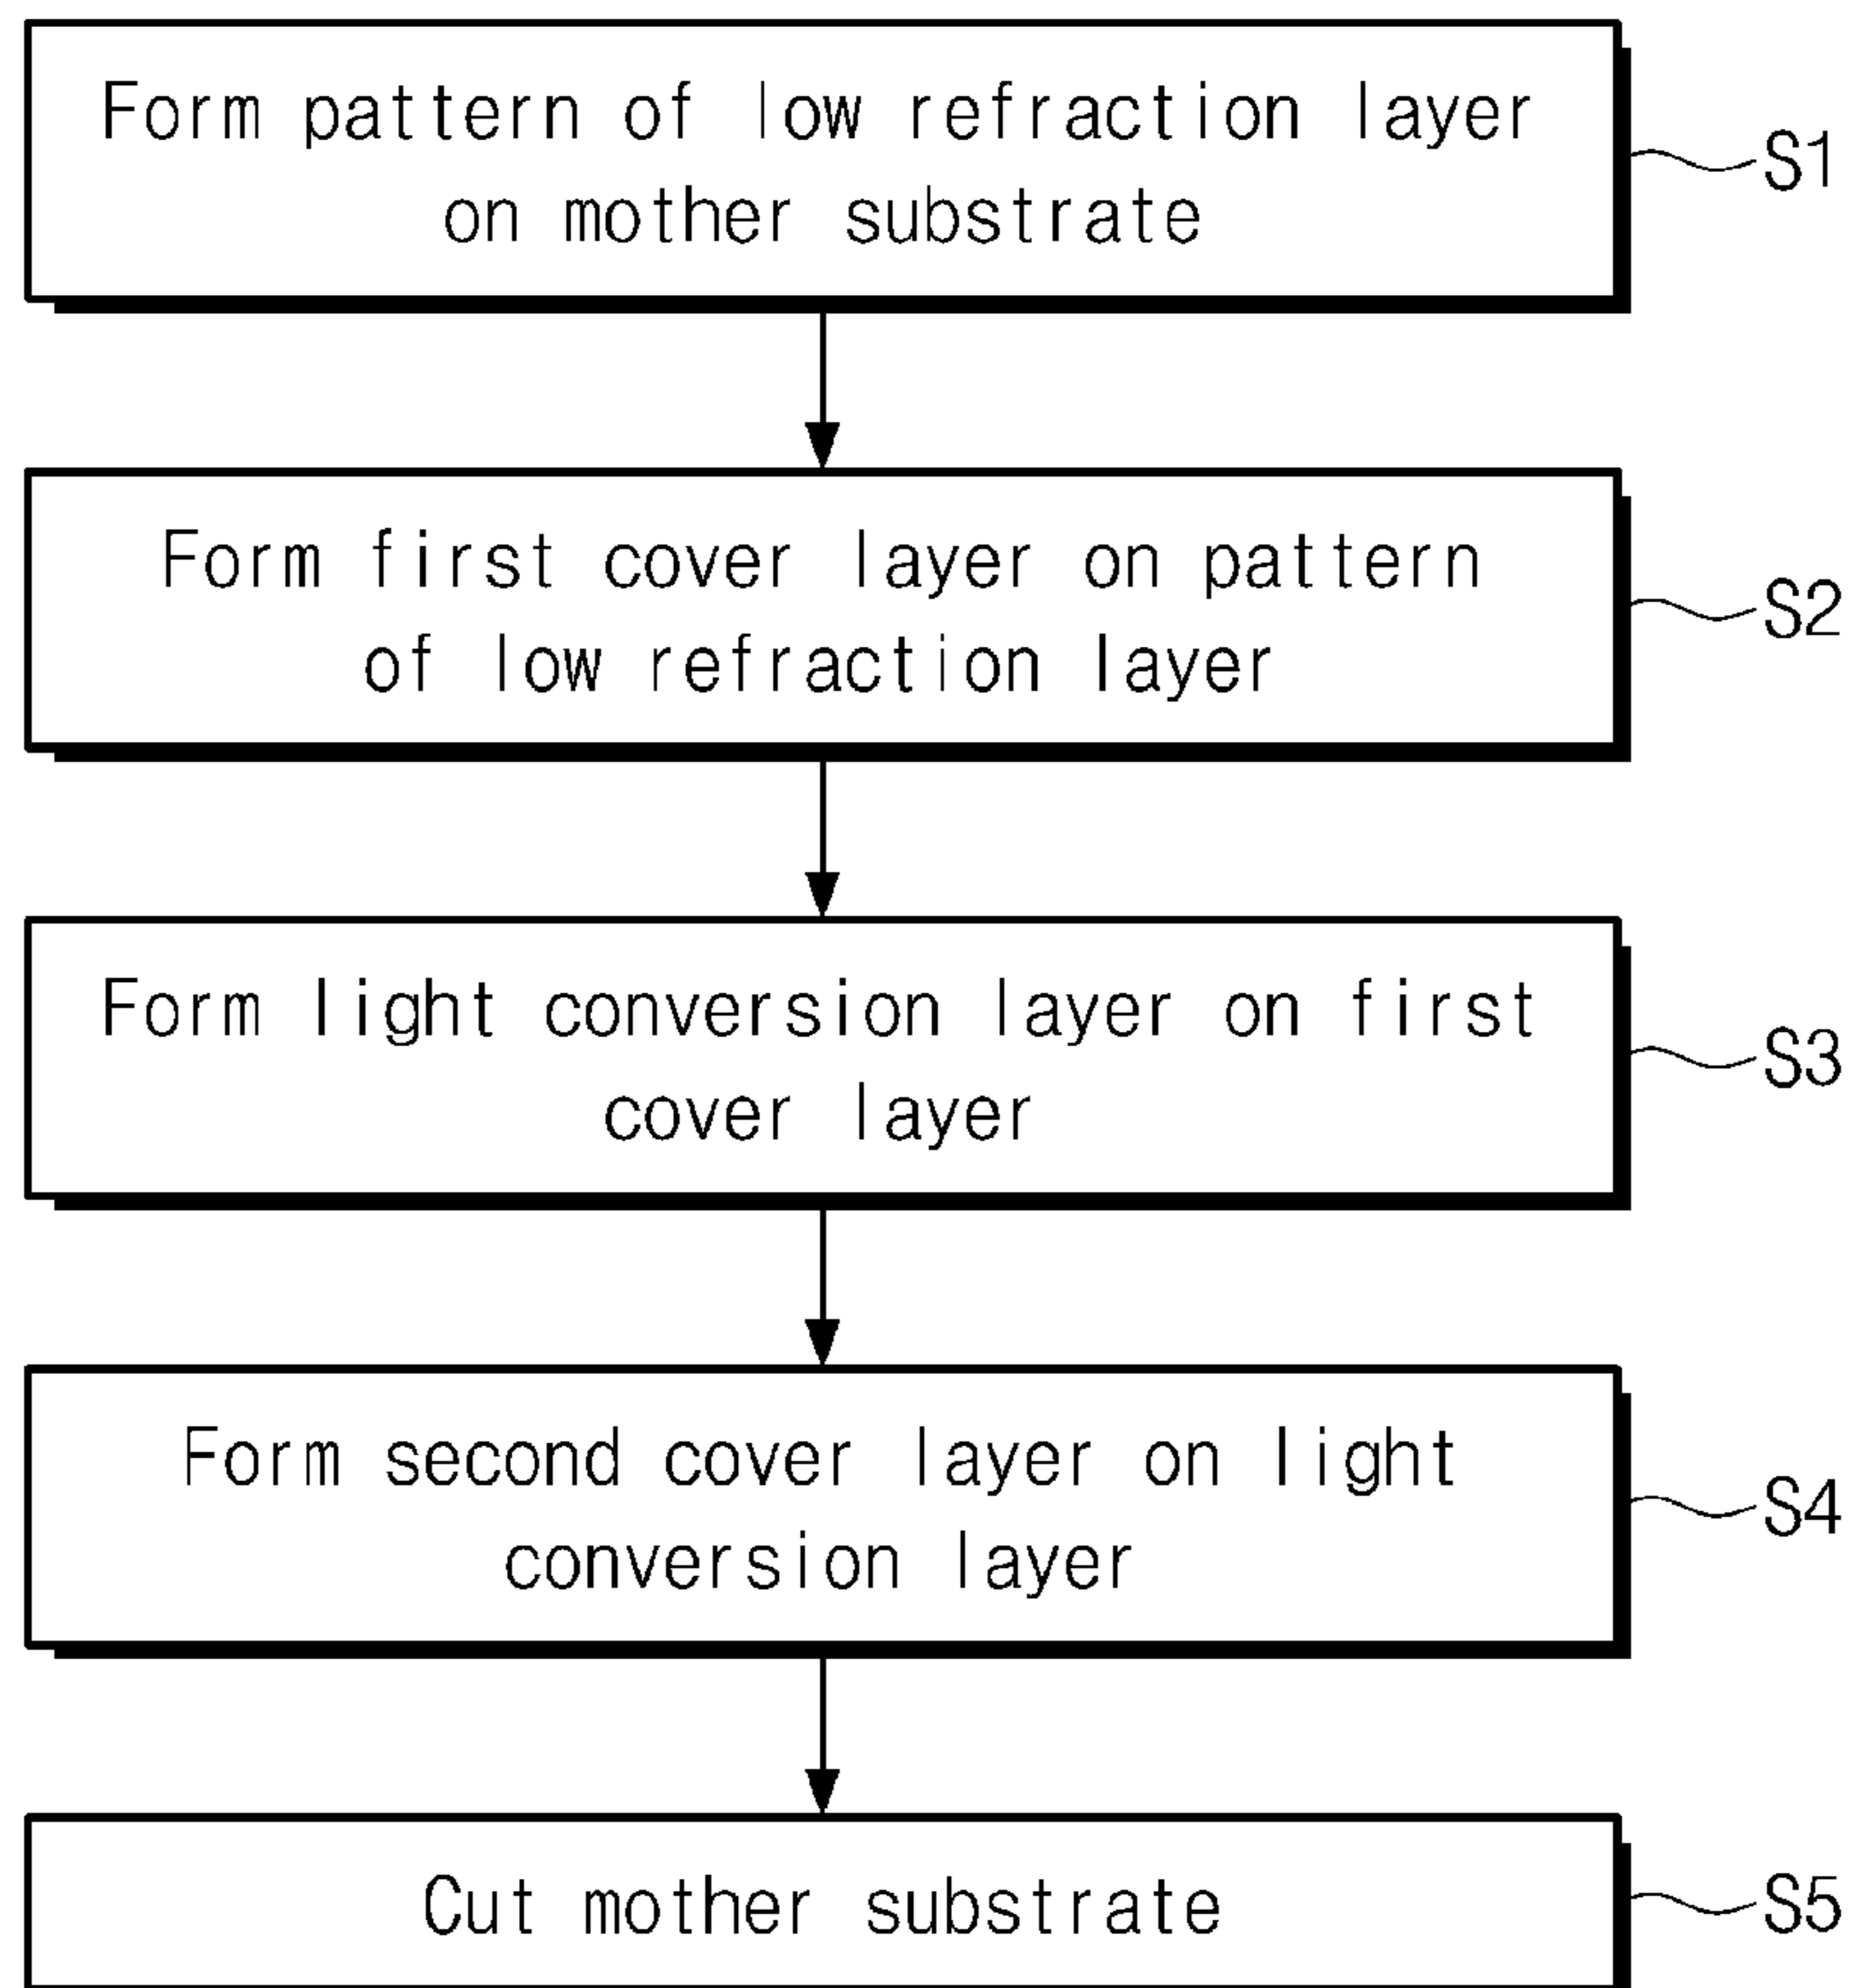 Form pattern of low refraction layer
on mother substrate
S1
Form first cover layer on pattern
of low refraction layer
S2
Form light conversion layer on first
cover layer
S3
Form second cover layer on light
conversion layer
S4
Cut mother substrate
S5